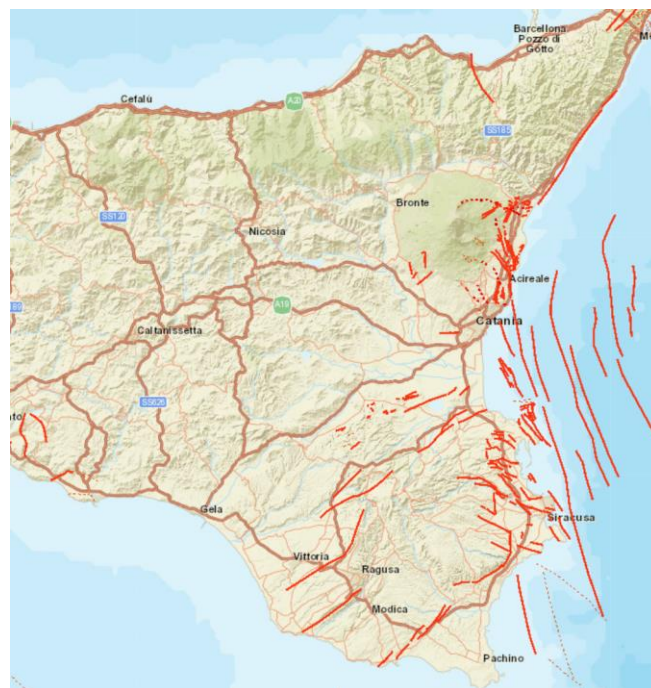 Barcellona
Pozzo di
Gotto
Cefalù
A20
SS185
Bronte
SS120
Nicosia
Acireale
A19
Catania
Caltanissetta
SS626
Gela
Siracusa
Vittoria
Ragusa
Modica
Pachino